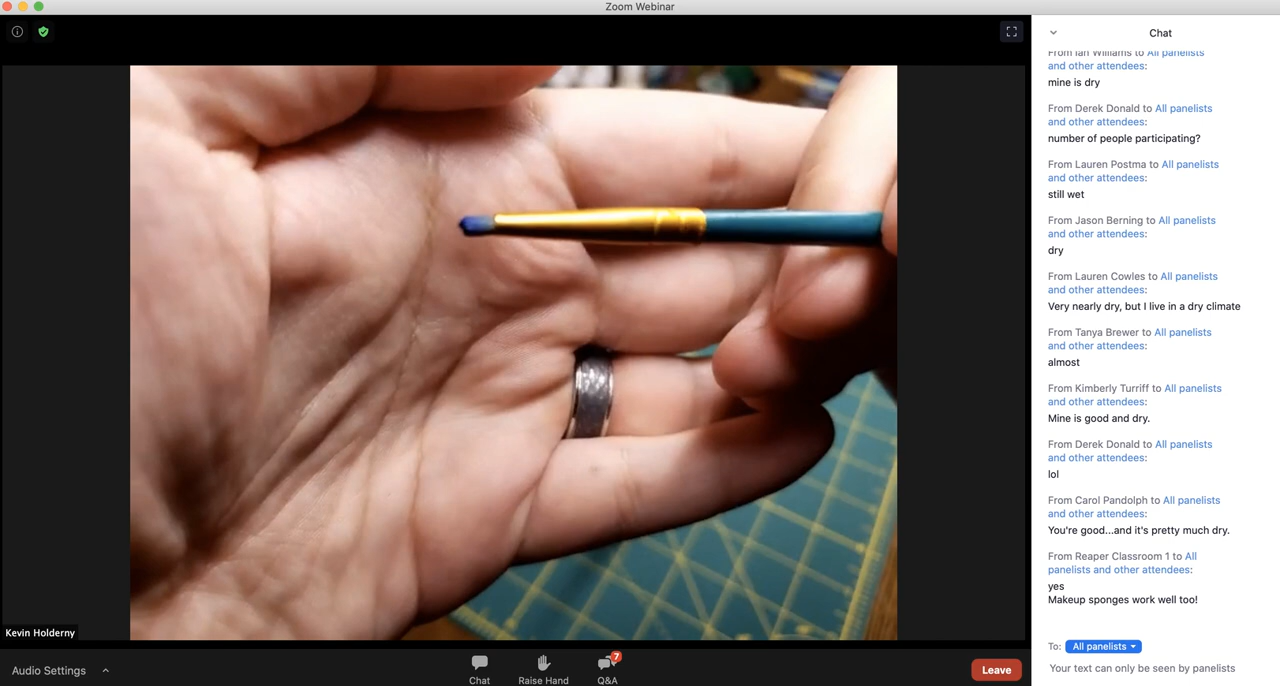 Zoom Webinar
Chat
From Ian Williams to All panelists
and other attendees:
mine is dry
From Derek Donald to All panelists
and other attendees:
number of people participating?
From Lauren Postma to All panelists
and other attendees:
still wet
From Jason Berning to All panelists
and other attendees:
dry
From Lauren Cowles to All panelists
and other attendees:
Very nearly dry, but I live in a dry climate
From Tanya Brewer to All panelists
and other attendees:
almost
From Kimberly Turriff to All panelists
and other attendees:
Mine is good and dry.
From Derek Donald to All panelists
and other attendees:
lol
From Carol Pandolph to All panelists
and other attendees:
You're good...and it's pretty much dry.
From Reaper Classroom 1 to All
panelists and other attendees:
yes
Makeup sponges work well too!
To: All panelists
Your text can only be seen by panelists
Kevin Holderny
Audio Settings
Chat
Raise Hand
7
Q&A
Leave